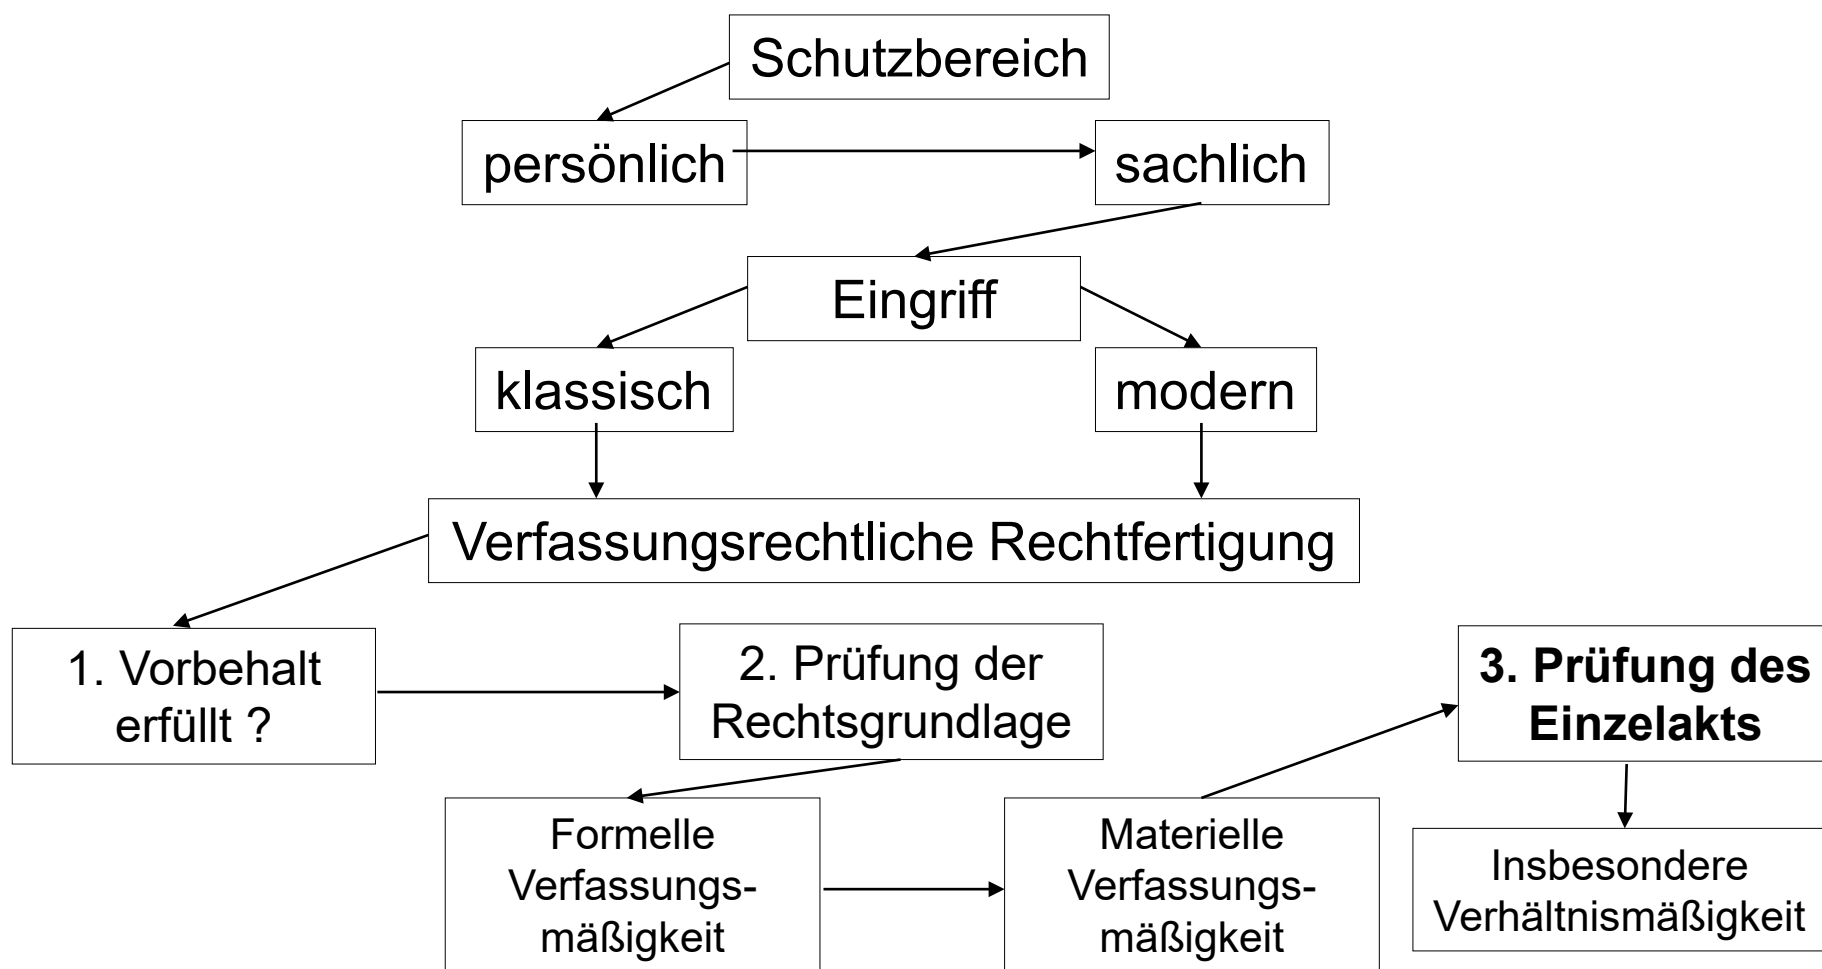 Schutzbereich
persönlich
sachlich
Eingriff
klassisch
modern
Verfassungsrechtliche Rechtfertigung
1. Vorbehalt
erfüllt ?
2. Prüfung der
Rechtsgrundlage
3. Prüfung des
Einzelakts
Formelle
Verfassungs-
mäßigkeit
Materielle
Verfassungs-
mäßigkeit
Insbesondere
Verhältnismäßigkeit